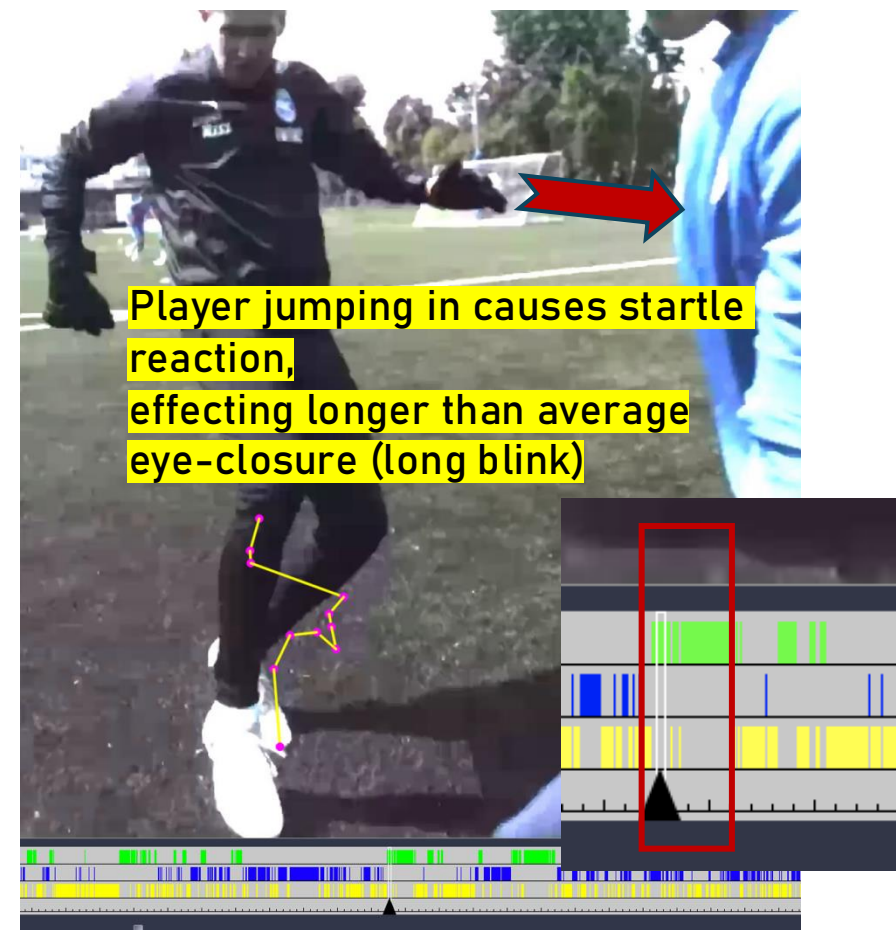 Player jumping in causes startle
reaction,
effecting longer than average
eye-closure (long blink)